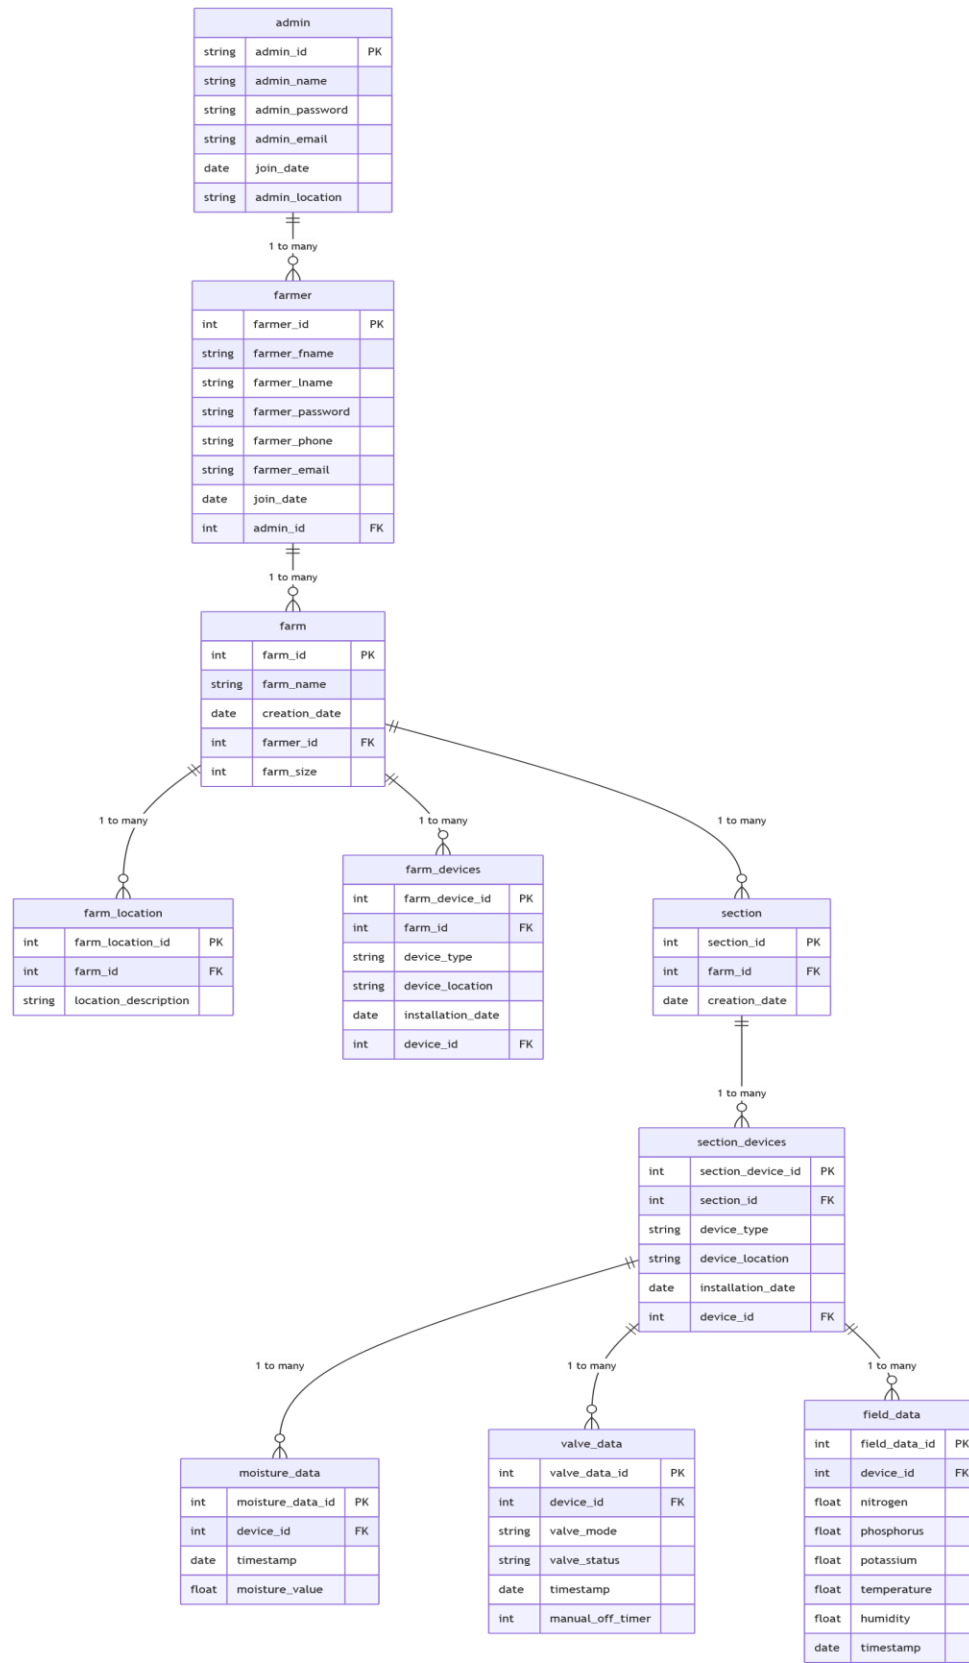 admin
string admin_id PK
string admin_name
string admin_password
string admin_email
date join_date
string admin_location
1 to many
farmer
int farmer_id PK
string farmer_fname
string farmer_lname
string farmer_password
string farmer_phone
string farmer_email
date join_date
int admin_id FK
1 to many
farm
int farm_id PK
string farm_name
date creation_date
int farmer_id FK
int farm_size
1 to many
1 to many
1 to many
farm_location
int farm_location_id PK
int farm_id FK
string location_description
farm_devices
int farm_device_id PK
int farm_id FK
string device_type
string device_location
date installation_date
int device_id FK
section
int section_id PK
int farm_id FK
date creation_date
1 to many
section_devices
int section_device_id PK
int section_id FK
string device_type
string device_location
date installation_date
int device_id FK
1 to many
1 to many
1 to many
moisture_data
int moisture_data_id PK
int device_id FK
date timestamp
float moisture_value
valve_data
int valve_data_id PK
int device_id FK
string valve_mode
string valve_status
date timestamp
int manual_off_timer
field_data
int field_data_id PK
int device_id FK
float nitrogen
float phosphorus
float potassium
float temperature
float humidity
date timestamp